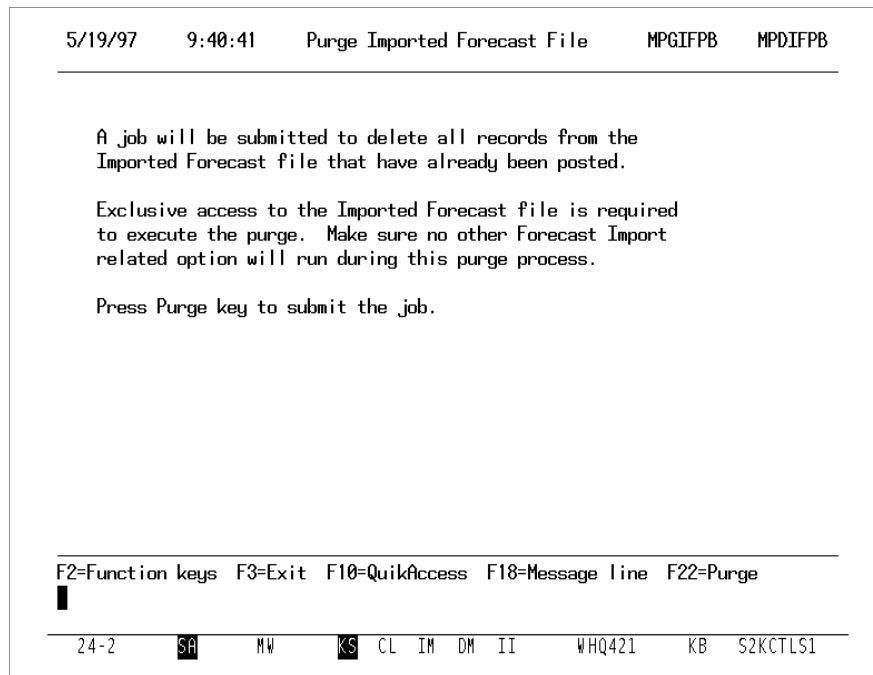 5/19/97 9:40:41 Purge Imported Forecast File MPGIFPB MPDIFPB
A job will be submitted to delete all records from the
Imported Forecast file that have already been posted.
Exclusive access to the Imported Forecast file is required
to execute the purge. Make sure no other Forecast Import
related option will run during this purge process.
Press Purge key to submit the job.
F2=Function keys F3=Exit F10=QuikAccess F18=Message line F22=Purge
24-2 SA MW KS CL IM DM II WHQ421 KB S2KCTLS1